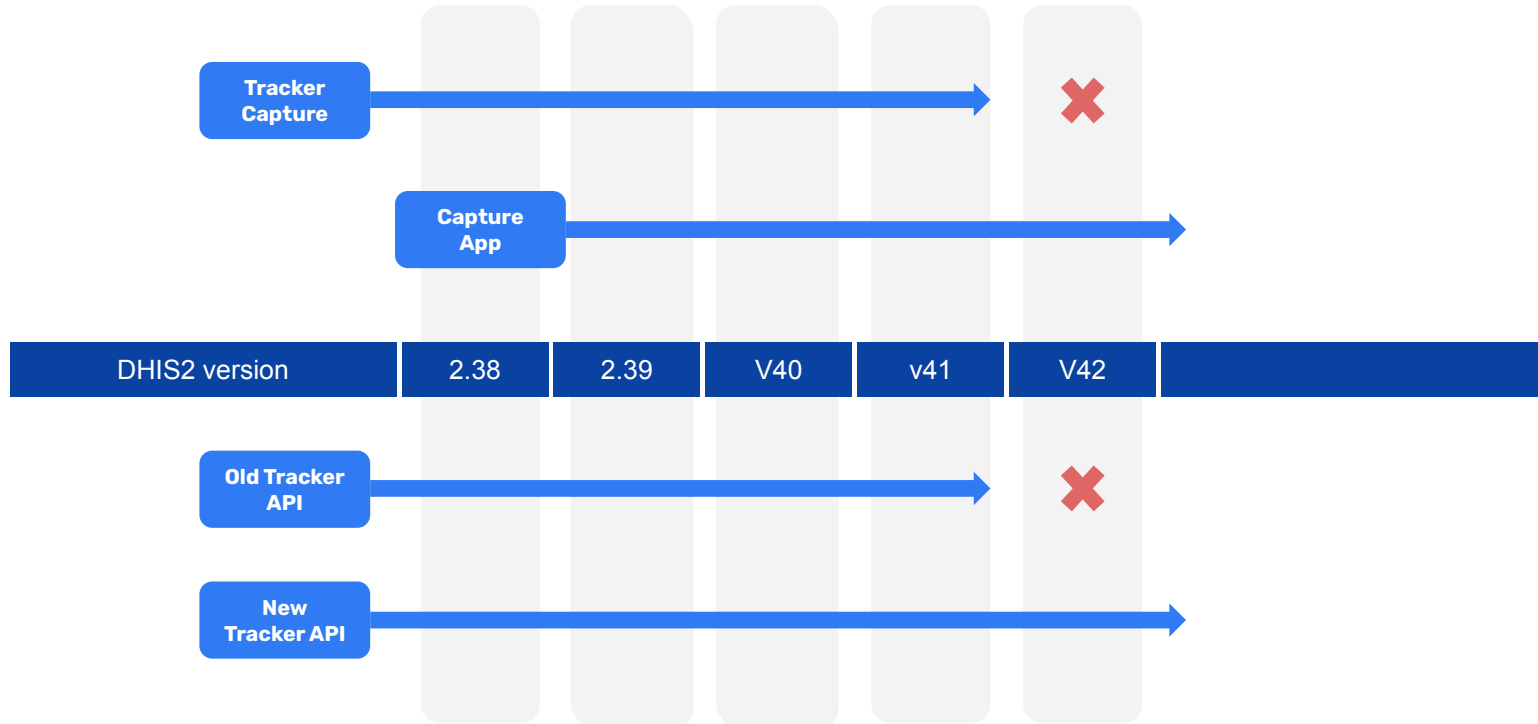 Tracker
Capture
Capture
App
DHIS2 version 2.38 2.39 V40 v41 V42
Old Tracker
API
New
Tracker API